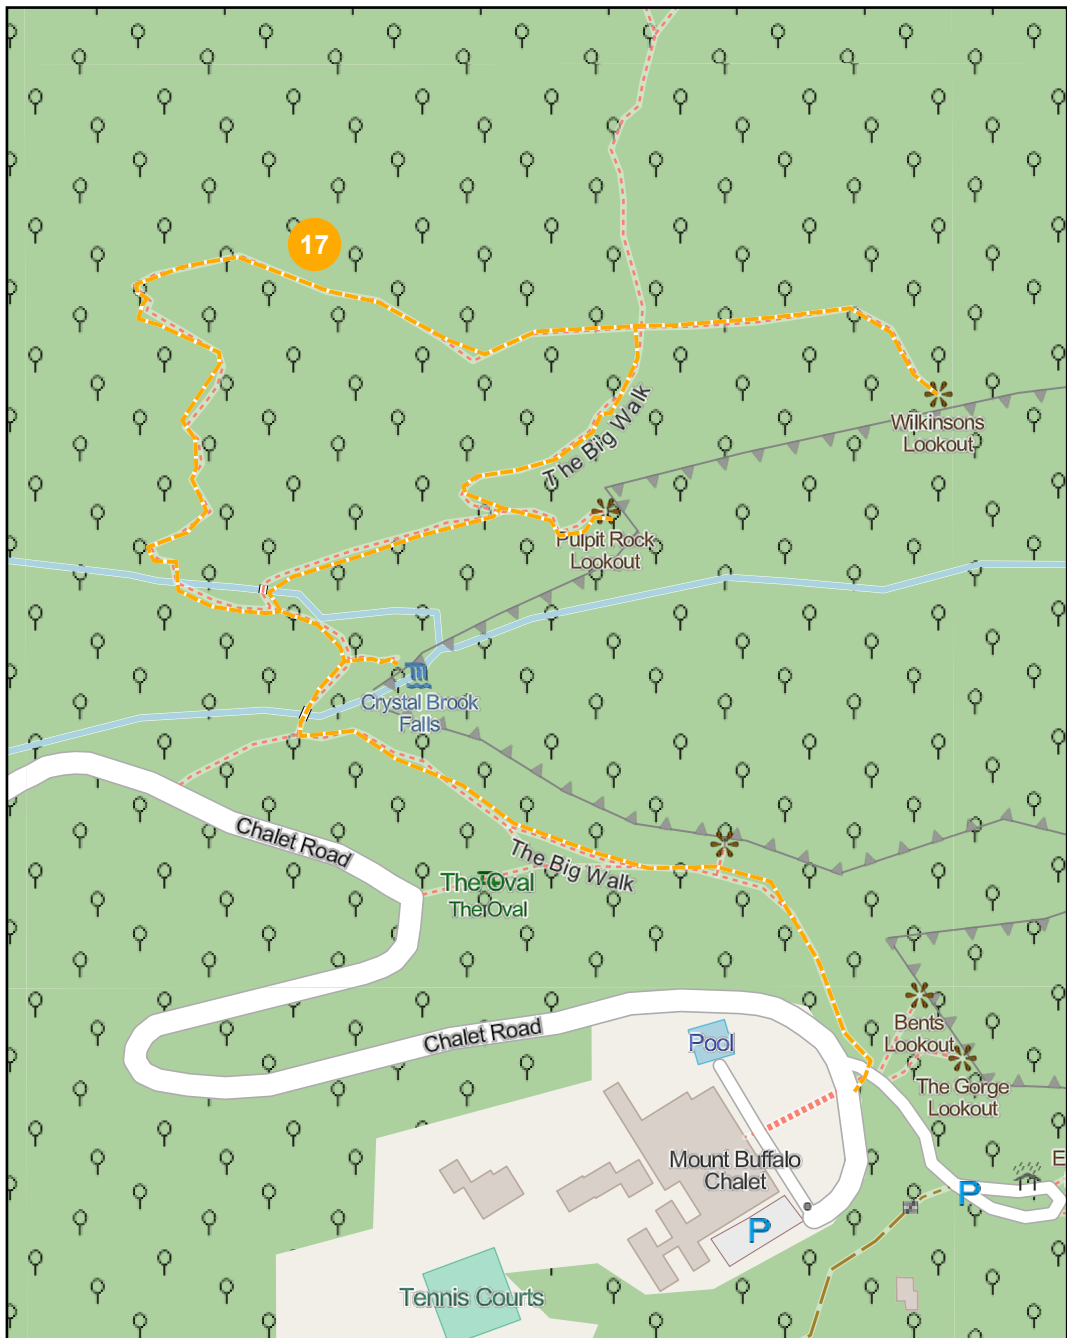 17
The Big Walk
Wilkinsons
Lookout
Pulpit Rock
Lookout
Crystal Brook
Falls
Chalet Road
The Big Walk
The Oval
The Oval
Chalet Road
Pool
Bents
Lookout
The Gorge
Lookout
Mount Buffalo
Chalet
E
P
P
Tennis Courts